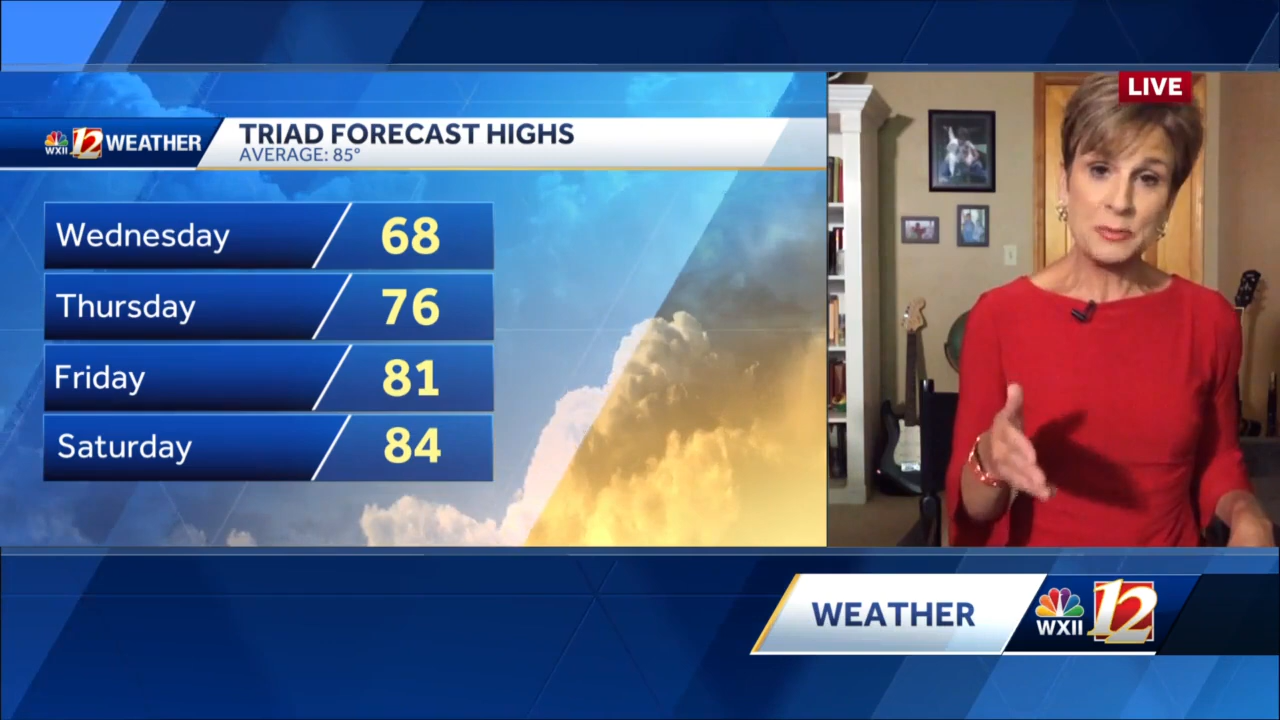 LIVE
WXII 12 WEATHER
TRIAD FORECAST HIGHS
AVERAGE: 85°
Wednesday 68
Thursday 76
Friday 81
Saturday 84
WEATHER
WXII 12